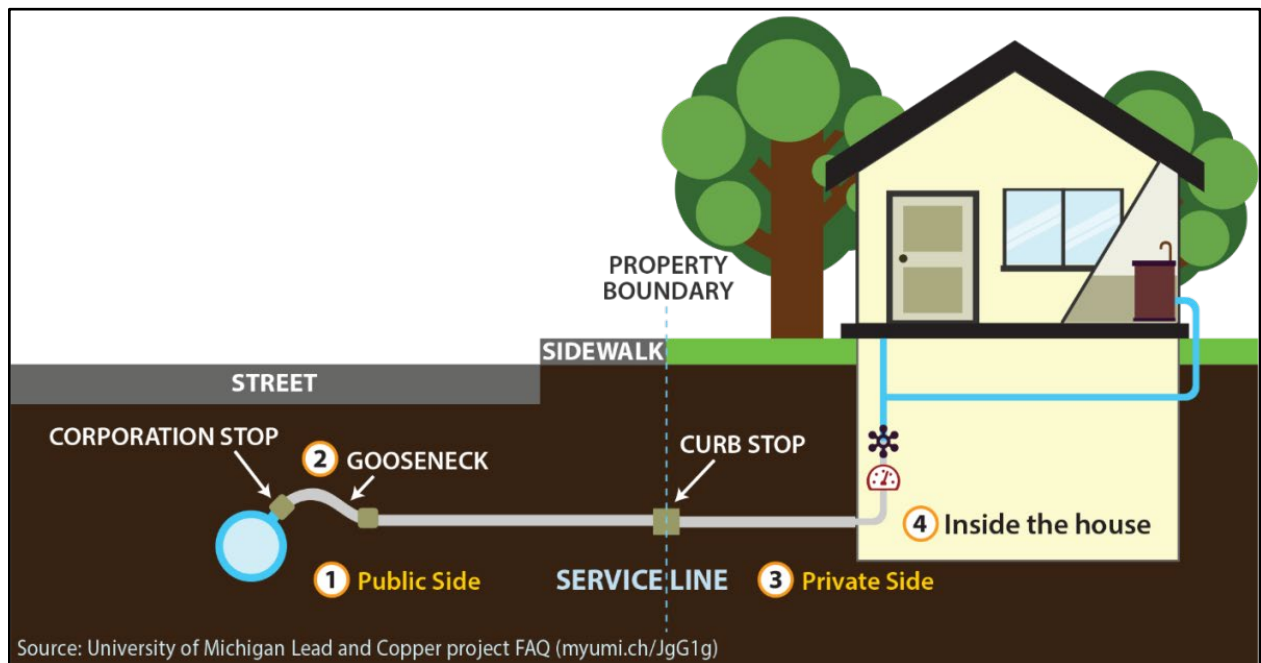 PROPERTY
BOUNDARY
SIDEWALK
STREET
CORPORATION STOP
2 GOOSENECK
CURB STOP
4 Inside the house
1 Public Side
SERVICE LINE
3 Private Side
Source: University of Michigan Lead and Copper project FAQ (myumi.ch/JgG1g)